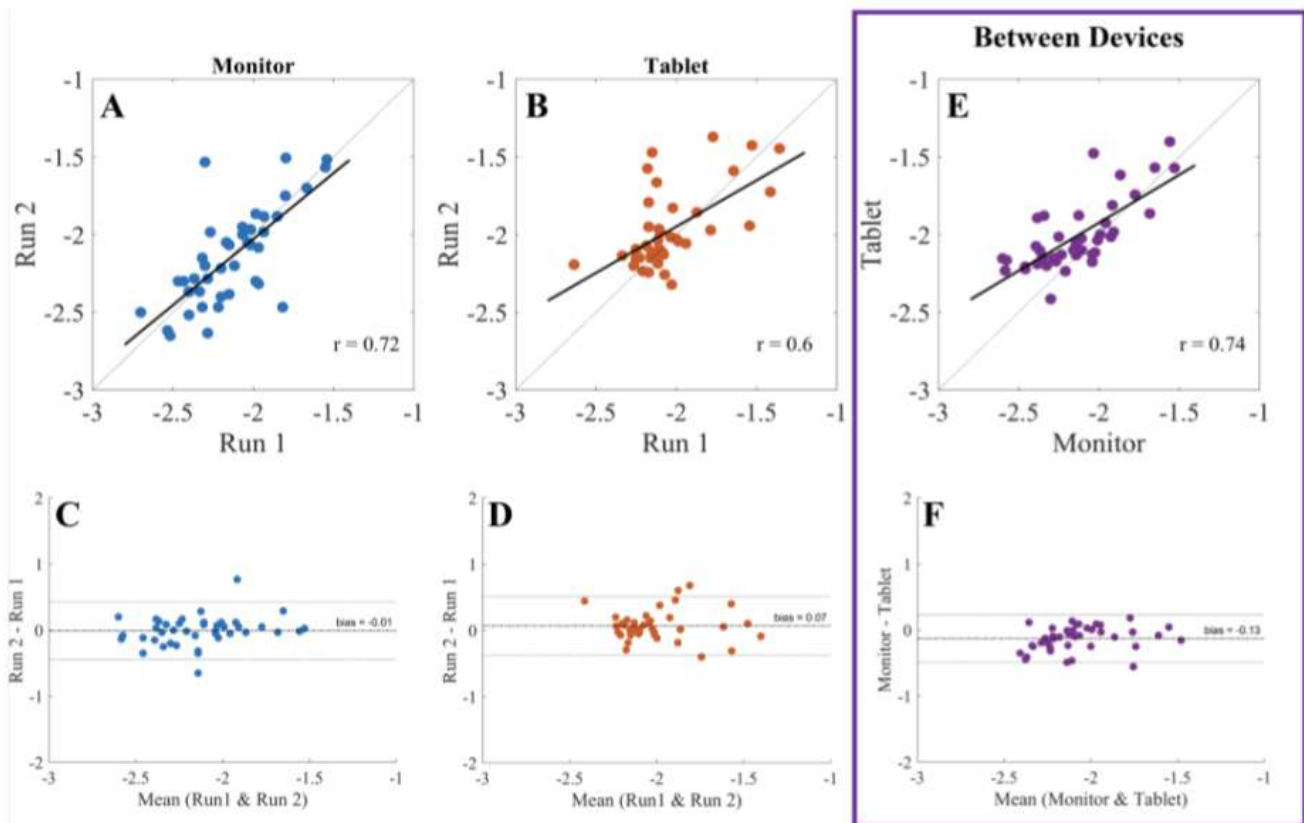 Between Devices
Monitor
Tablet
A
-1
-1.5
-2
-2.5
-3
Run 2
r = 0.72
-3 -2.5 -2 -1.5 -1
Run 1
B
-1
-1.5
-2
-2.5
-3
Run 2
r = 0.6
-3 -2.5 -2 -1.5 -1
Run 1
E
-1
-1.5
-2
-2.5
-3
Tablet
r = 0.74
-3 -2.5 -2 -1.5 -1
Monitor
C
2
1
0
-1
-2
Run 2 - Run 1
bias = -0.01
-3 -2.5 -2 -1.5 -1
Mean (Run1 & Run 2)
D
2
1
0
-1
-2
Run 2 - Run 1
bias = 0.07
-3 -2.5 -2 -1.5 -1
Mean (Run1 & Run 2)
F
2
1
0
-1
-2
Monitor - Tablet
bias = -0.13
-3 -2.5 -2 -1.5 -1
Mean (Monitor & Tablet)